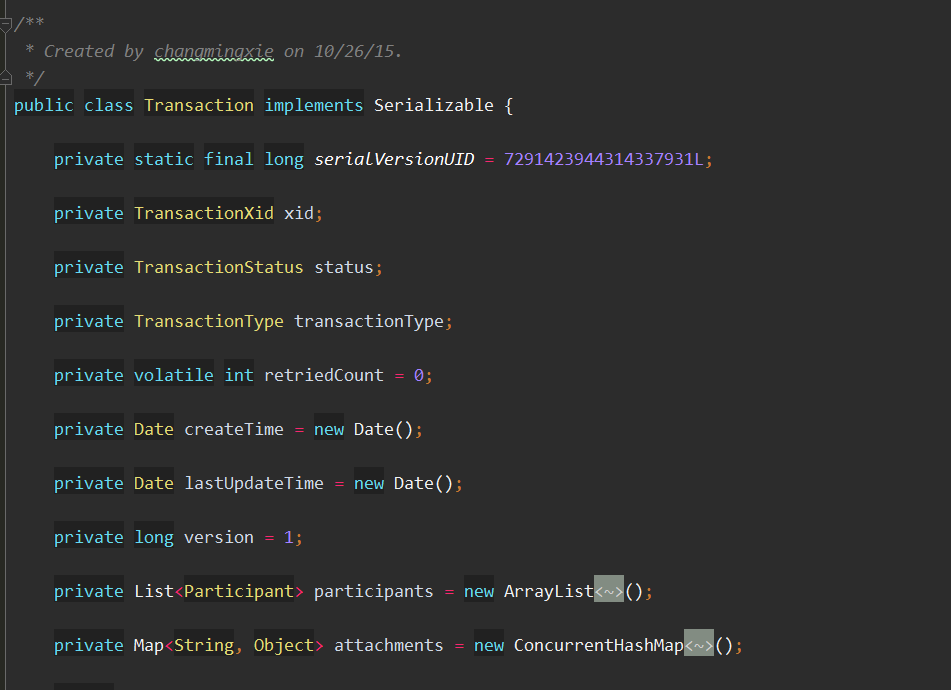 /**
* Created by changmingxie on 10/26/15.
*/
public class Transaction implements Serializable {
private static final long serialVersionUID = 7291423944314337931L;
private TransactionXid xid;
private TransactionStatus status;
private TransactionType transactionType;
private volatile int retriedCount = 0;
private Date createTime = new Date();
private Date lastUpdateTime = new Date();
private long version = 1;
private List<Participant> participants = new ArrayList<~>();
private Map<String, Object> attachments = new ConcurrentHashMap<~>();